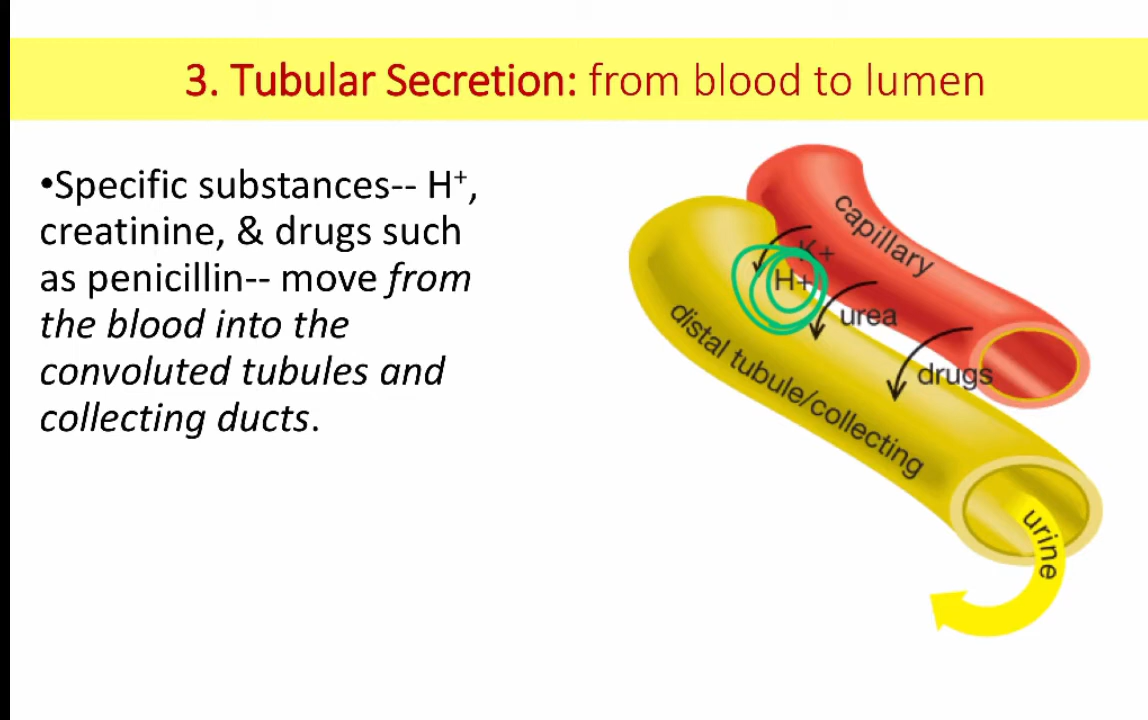 3. Tubular Secretion: from blood to lumen
•Specific substances-- H⁺,
creatinine, & drugs such
as penicillin-- move from
the blood into the
convoluted tubules and
collecting ducts.
capillary
K+
H+
urea
drugs
distal tubule/collecting
urine